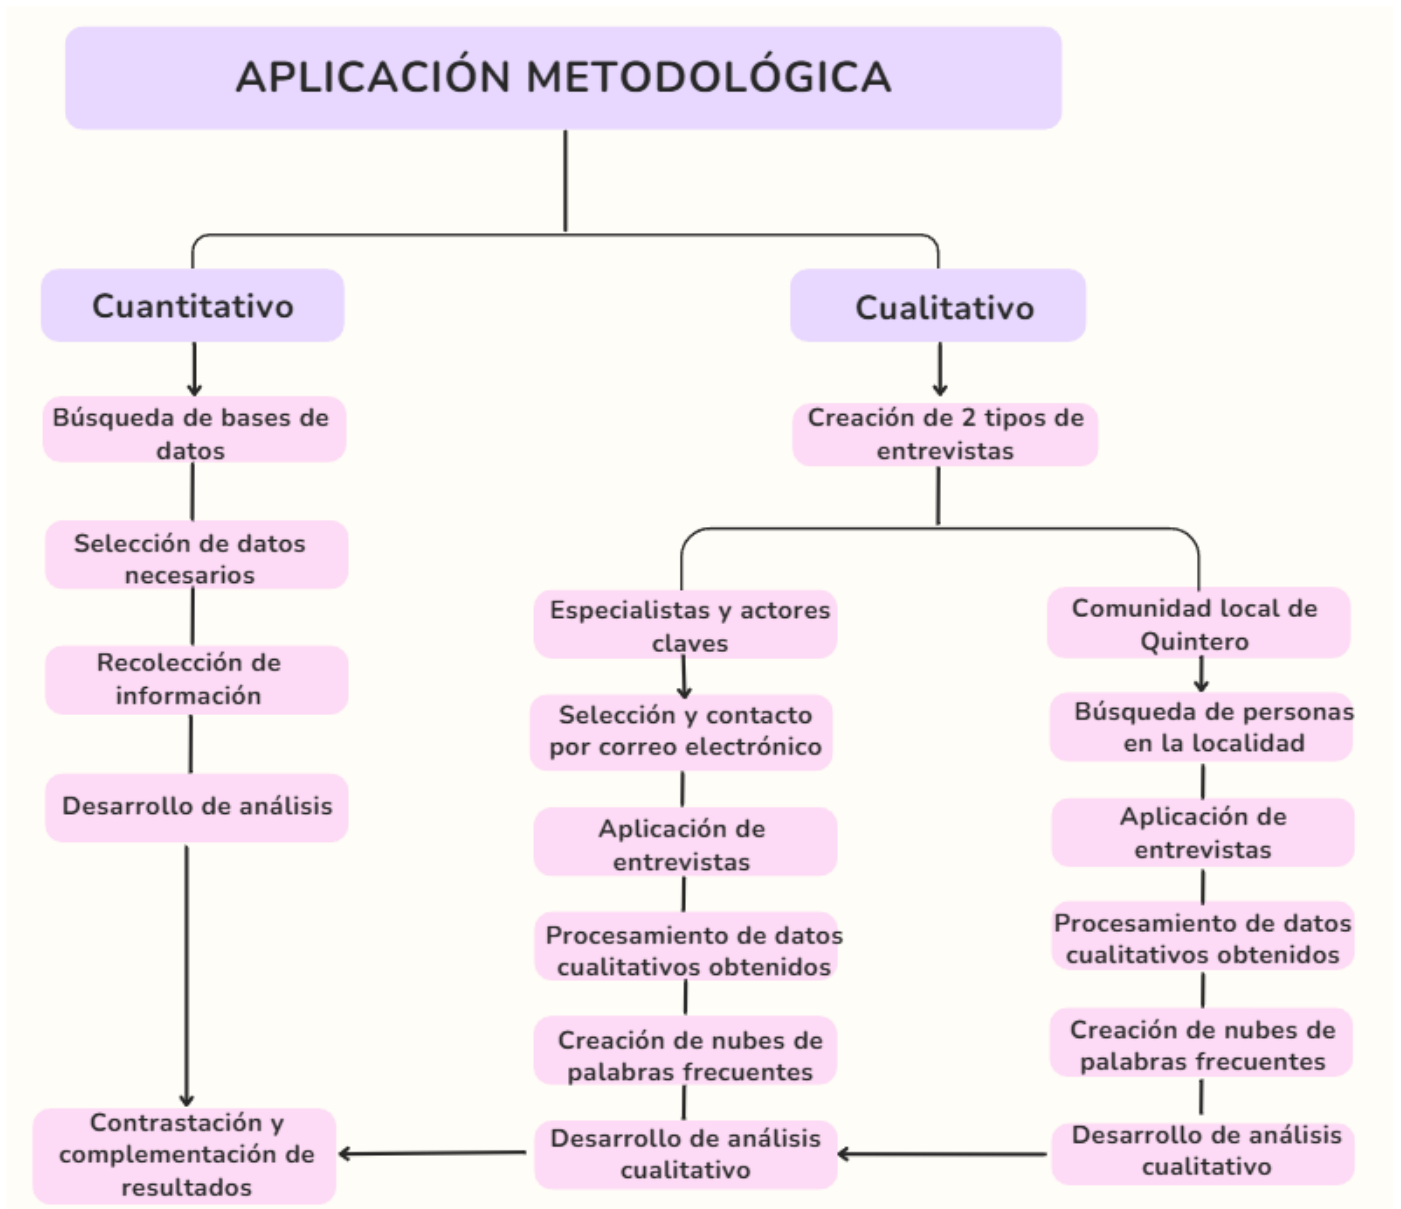 APLICACIÓN METODOLÓGICA
Cuantitativo
Búsqueda de bases de
datos
Selección de datos
necesarios
Recolección de
información
Desarrollo de análisis
Contrastación y
complementación de
resultados
Cualitativo
Creación de 2 tipos de
entrevistas
Especialistas y actores
claves
Selección y contacto
por correo electrónico
Aplicación de
entrevistas
Procesamiento de datos
cualitativos obtenidos
Creación de nubes de
palabras frecuentes
Desarrollo de análisis
cualitativo
Comunidad local de
Quintero
Búsqueda de personas
en la localidad
Aplicación de
entrevistas
Procesamiento de datos
cualitativos obtenidos
Creación de nubes de
palabras frecuentes
Desarrollo de análisis
cualitativo